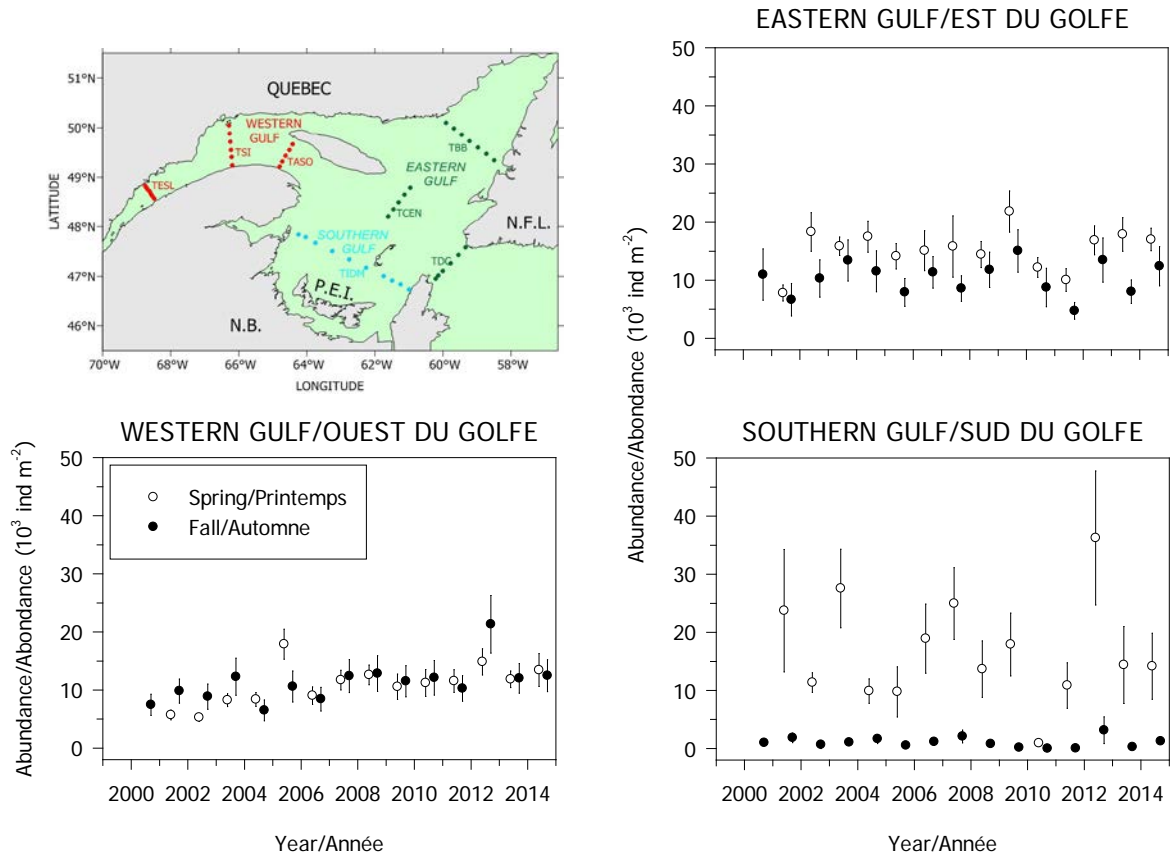 51°N
50°N
49°N
48°N
47°N
46°N
LATITUDE
70°W
68°W
66°W
64°W
62°W
60°W
58°W
LONGITUDE
QUEBEC
WESTERN
GULF
TSI
TASO
TESL
TBB
EASTERN
GULF
TCEN
N.F.L.
SOUTHERN
GULF
TIDM
TDC
P.E.I.
N.B.
EASTERN GULF/EST DU GOLFE
50
40
30
20
10
0
Abundance/Abondance (10³ ind m⁻²)
WESTERN GULF/OUEST DU GOLFE
50
40
30
20
10
0
Abundance/Abondance (10³ ind m⁻²)
Spring/Printemps
Fall/Automne
2000 2002 2004 2006 2008 2010 2012 2014
Year/Année
SOUTHERN GULF/SUD DU GOLFE
50
40
30
20
10
0
2000 2002 2004 2006 2008 2010 2012 2014
Year/Année